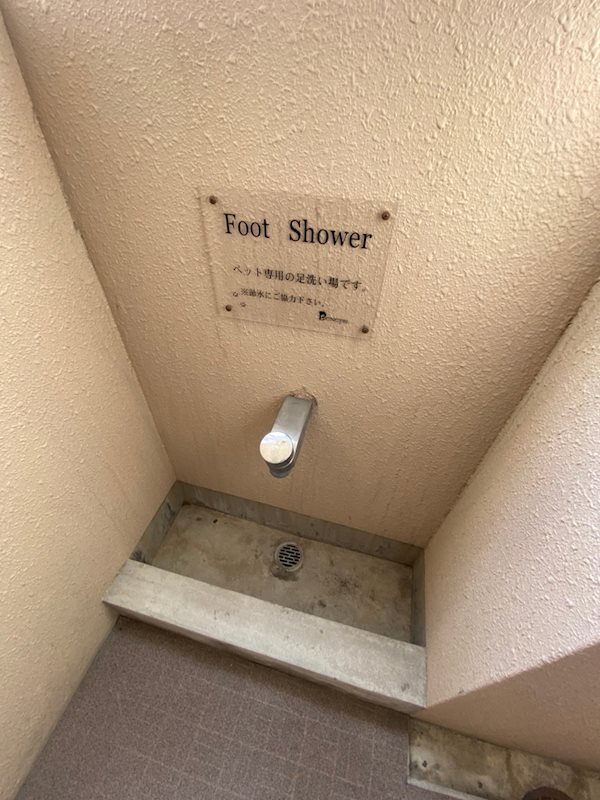 Foot Shower
ペット専用の足洗い場です。
※節水にご協力下さい。